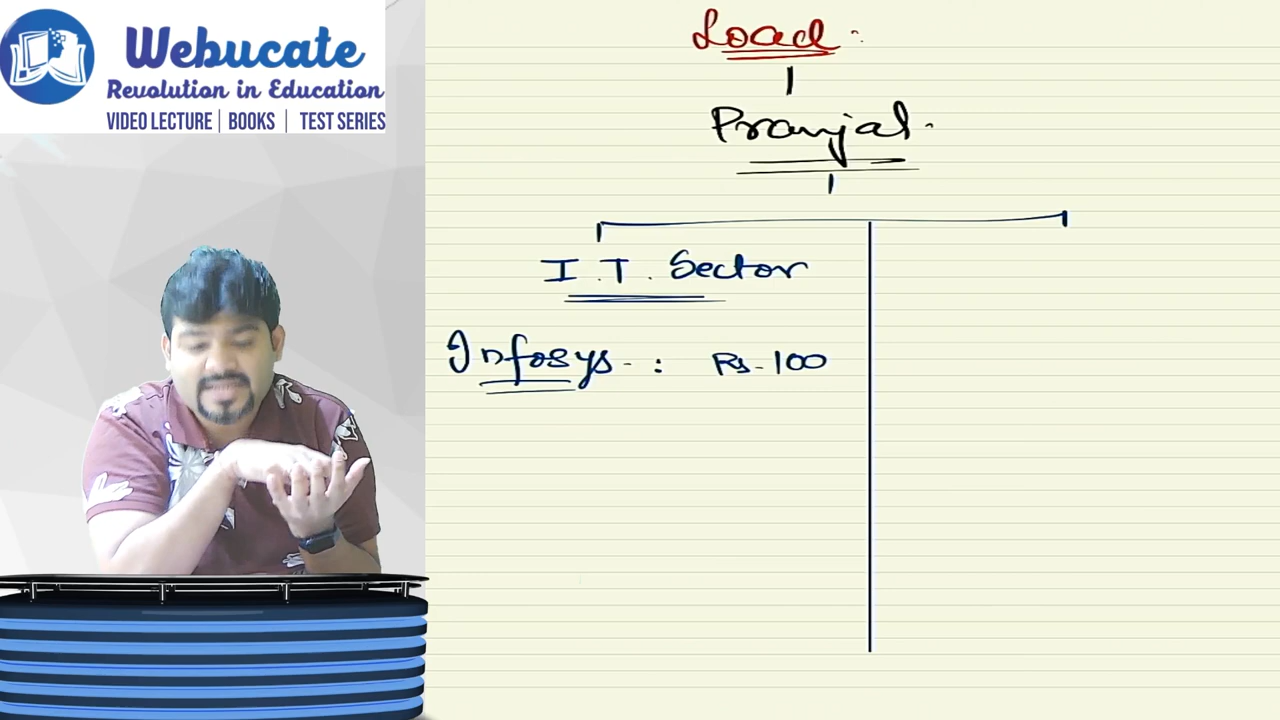 Webucate
Revolution in Education
VIDEO LECTURE | BOOKS | TEST SERIES
Load:
Pranjal.
I.T. Sector
Infosys - : Rs-100